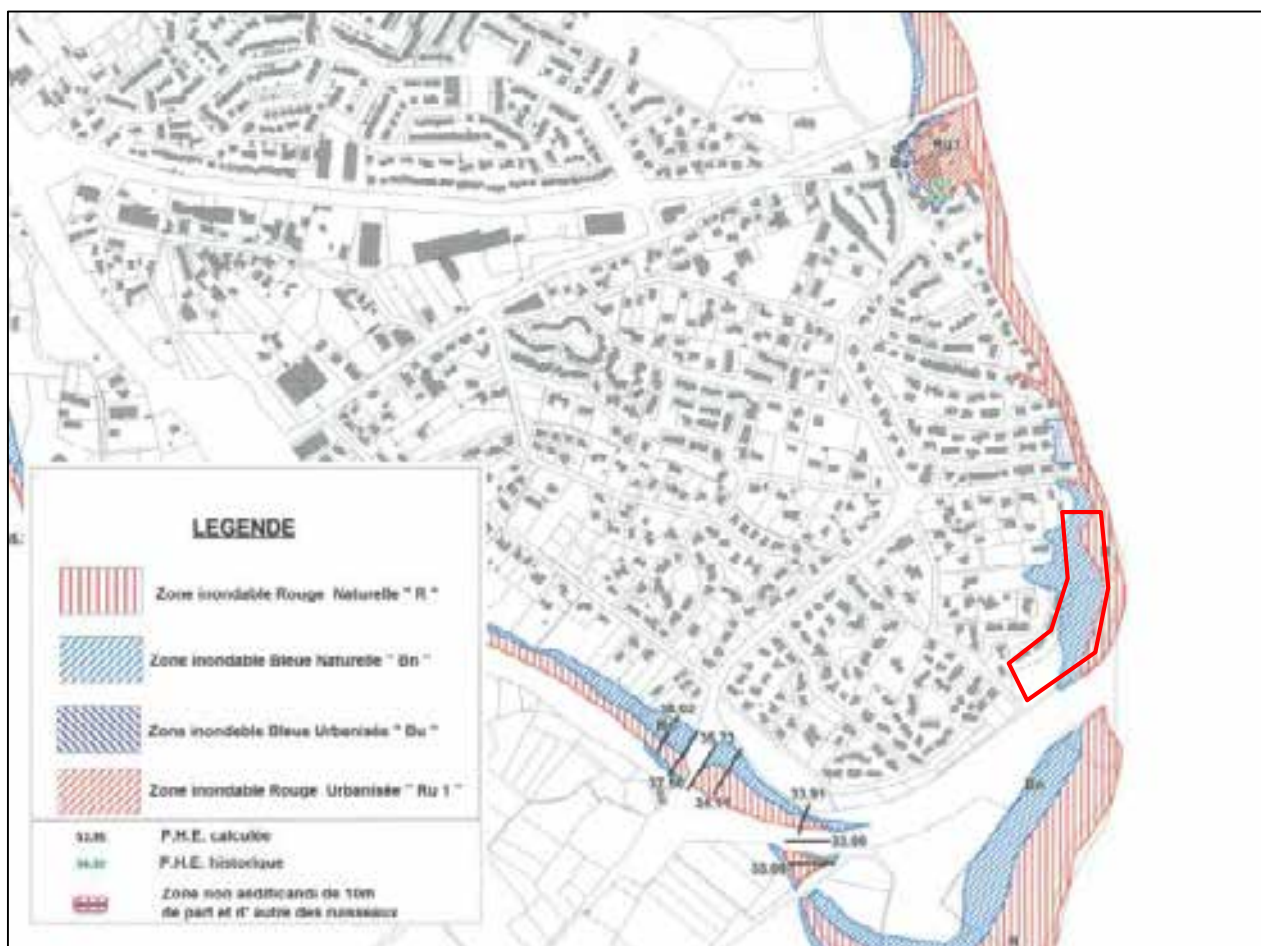 RU1
LEGENDE
Zone inondable Rouge Naturelle " R "
Zone inondable Bleue Naturelle " Bn "
Zone inondable Bleue Urbanisée " Bu "
Zone inondable Rouge Urbanisée " Ru 1 "
P.H.E. calculée
P.H.E. historique
Zone non aedificandi de 10m
de part et d' autre des ruisseaux
33.91
Bn
R